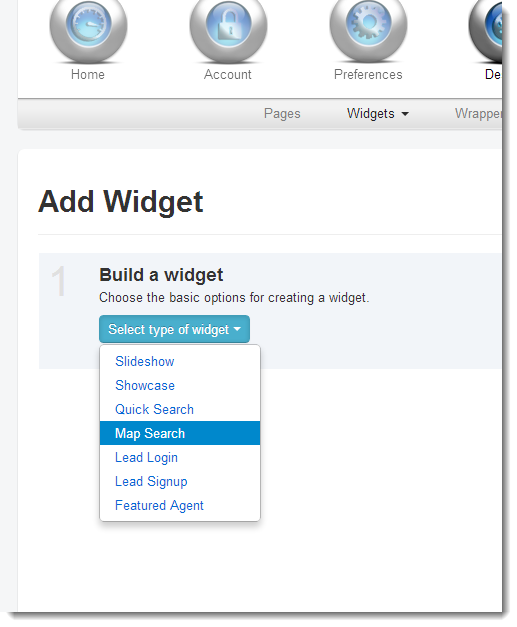 Home Account Preferences De
Pages Widgets Wrapper
Add Widget
1
Build a widget
Choose the basic options for creating a widget.
Select type of widget
Slideshow
Showcase
Quick Search
Map Search
Lead Login
Lead Signup
Featured Agent